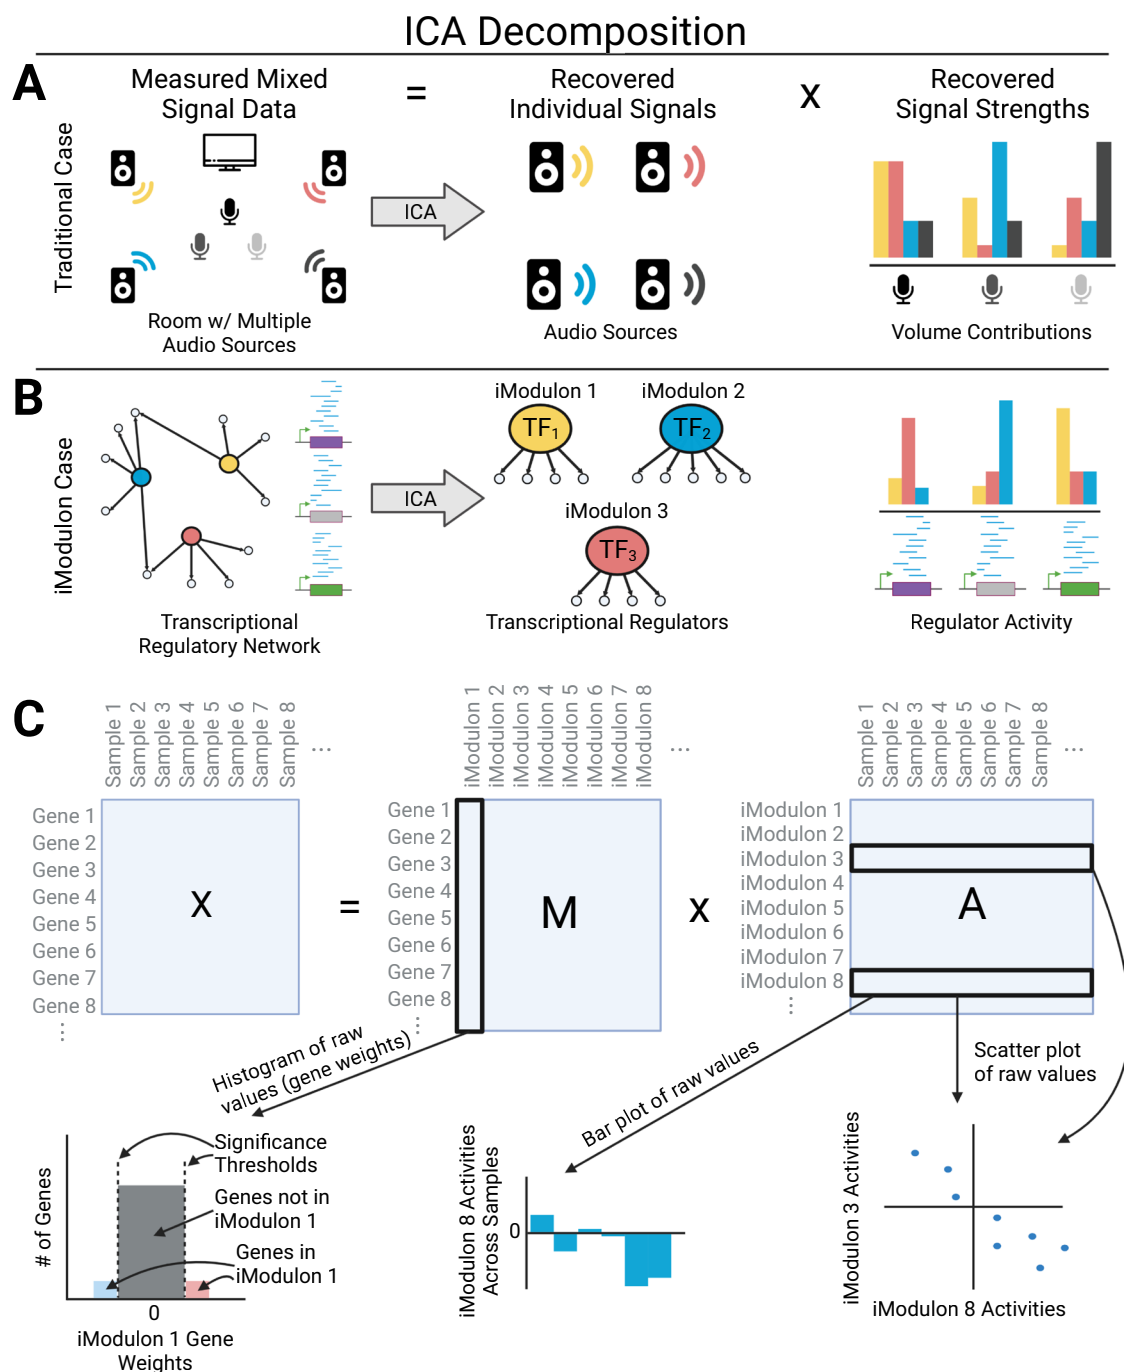 ICA Decomposition
A
Traditional Case
Measured Mixed
Signal Data
=
Recovered
Individual Signals
x
Recovered
Signal Strengths
ICA
Room w/ Multiple
Audio Sources
Audio Sources
Volume Contributions
B
iModulon Case
iModulon 1
iModulon 2
TF1
TF2
ICA
iModulon 3
TF3
Transcriptional
Regulatory Network
Transcriptional Regulators
Regulator Activity
C
Sample 1
Sample 2
Sample 3
Sample 4
Sample 5
Sample 6
Sample 7
Sample 8
...
Gene 1
Gene 2
Gene 3
Gene 4
Gene 5
Gene 6
Gene 7
Gene 8
...
X
=
iModulon 1
iModulon 2
iModulon 3
iModulon 4
iModulon 5
iModulon 6
iModulon 7
iModulon 8
...
Gene 1
Gene 2
Gene 3
Gene 4
Gene 5
Gene 6
Gene 7
Gene 8
...
M
x
Sample 1
Sample 2
Sample 3
Sample 4
Sample 5
Sample 6
Sample 7
Sample 8
...
iModulon 1
iModulon 2
iModulon 3
iModulon 4
iModulon 5
iModulon 6
iModulon 7
iModulon 8
...
A
Histogram of raw
values (gene weights)
Bar plot of raw values
Scatter plot
of raw values
# of Genes
Significance
Thresholds
Genes not in
iModulon 1
Genes in
iModulon 1
0
iModulon 1 Gene
Weights
iModulon 8 Activities
Across Samples
0
iModulon 3 Activities
iModulon 8 Activities